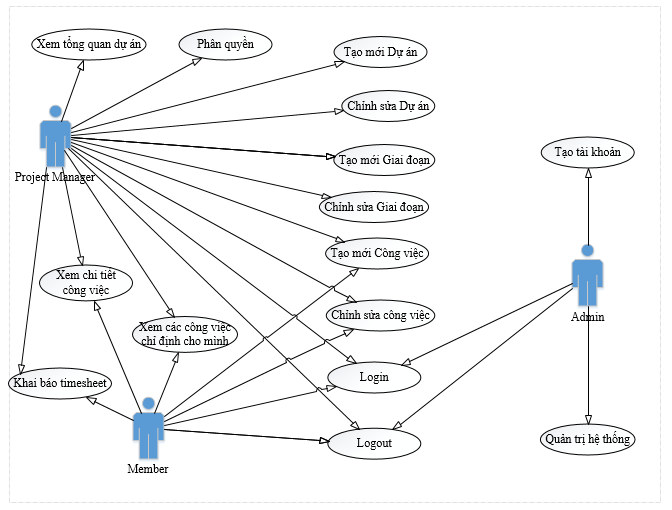 Xem tổng quan dự án
Phân quyền
Tạo mới Dự án
Chỉnh sửa Dự án
Tạo mới Giai đoạn
Tạo tài khoản
Project Manager
Chỉnh sửa Giai đoạn
Tạo mới Công việc
Xem chi tiết
công việc
Chỉnh sửa công việc
Admin
Xem các công việc
chỉ định cho mình
Login
Khai báo timesheet
Logout
Quản trị hệ thống
Member